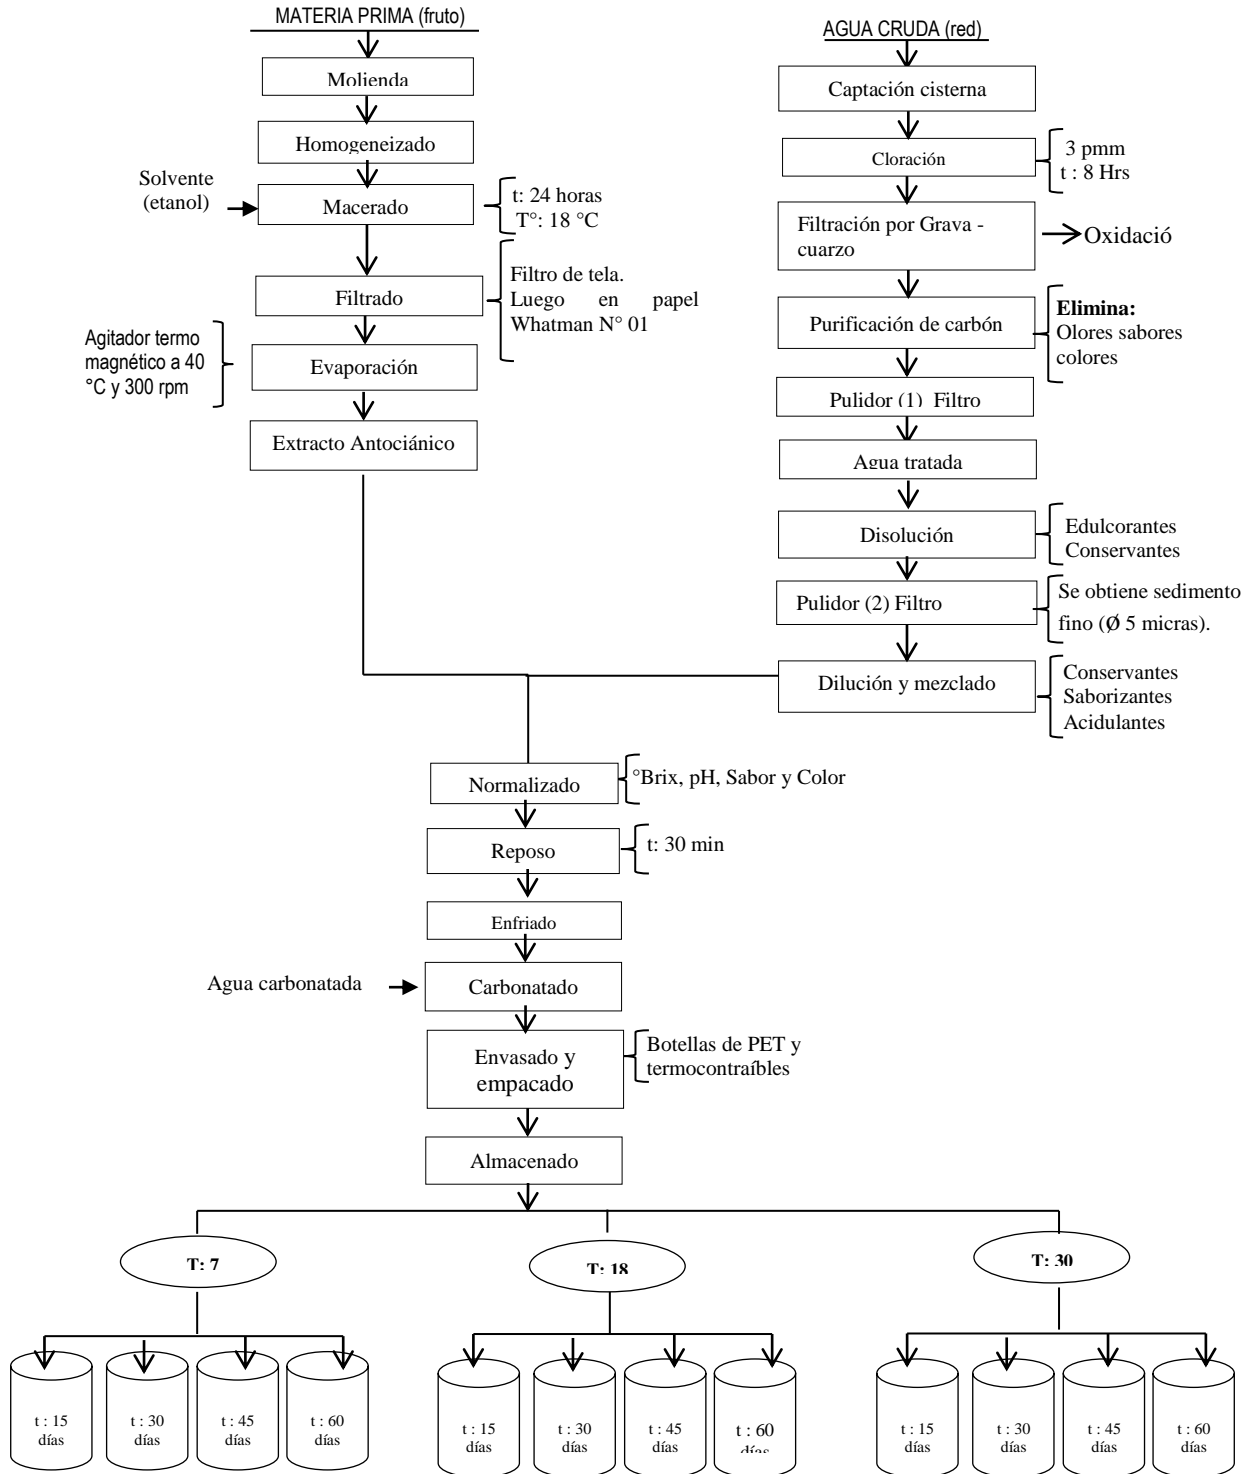 MATERIA PRIMA (fruto)
Molienda
Homogeneizado
Solvente
(etanol)
Macerado
t: 24 horas
T°: 18 °C
Filtrado
Filtro de tela.
Luego en papel
Whatman N° 01
Agitador termo
magnético a 40
°C y 300 rpm
Evaporación
Extracto Antociánico
AGUA CRUDA (red)
Captación cisterna
Cloración
3 pmm
t : 8 Hrs
Filtración por Grava -
cuarzo
Oxidació
Purificación de carbón
Elimina:
Olores sabores
colores
Pulidor (1) Filtro
Agua tratada
Disolución
Edulcorantes
Conservantes
Pulidor (2) Filtro
Se obtiene sedimento
fino (Ø 5 micras).
Dilución y mezclado
Conservantes
Saborizantes
Acidulantes
Normalizado
°Brix, pH, Sabor y Color
Reposo
t: 30 min
Enfriado
Agua carbonatada
Carbonatado
Envasado y
empacado
Botellas de PET y
termocontraíbles
Almacenado
T: 7
T: 18
T: 30
t : 15
días
t : 30
días
t : 45
días
t : 60
días
t : 15
días
t : 30
días
t : 45
días
t : 60
días
t : 15
días
t : 30
días
t : 45
días
t : 60
días